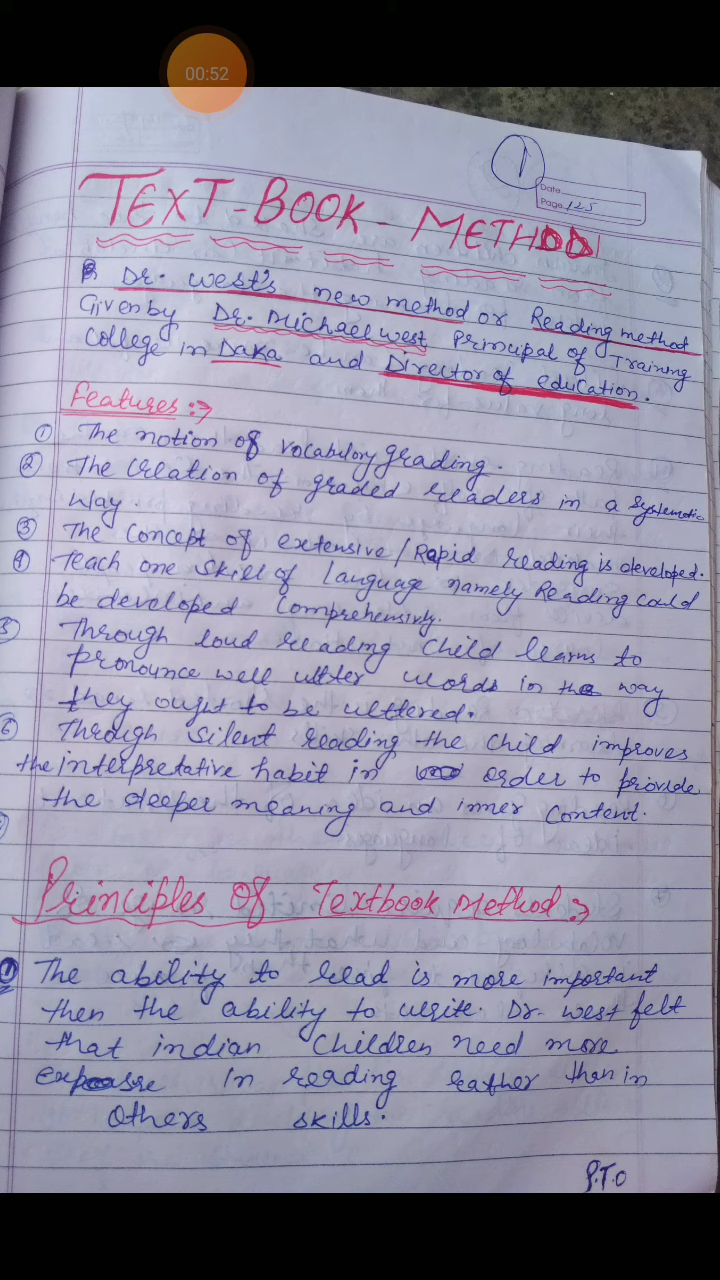 00:52
1
Date
Page 125
TEXT-BOOK-METHOD
Dr. west's new method or Reading method
Given by Dr. Michael west Principal of Training
College in Daka and Director of education.
Features :->
① The notion of vocabulary grading.
② The creation of graded readers in a systematic
way.
③ The concept of extensive/Rapid reading is developed.
④ Teach one skill of language namely Reading could
be developed Comprehensively.
5 Through loud reading child learns to
pronounce well utter words in the way
they ought to be uttered.
⑥ Through silent reading the child improves
the interpretative habit in order to provide
the deeper meaning and inner content.
Principles Of Textbook Method :->
① The ability to read is more important
then the ability to write. Dr. west felt
that indian Children need more
in reading rather than in
Others skills.
P.T.O